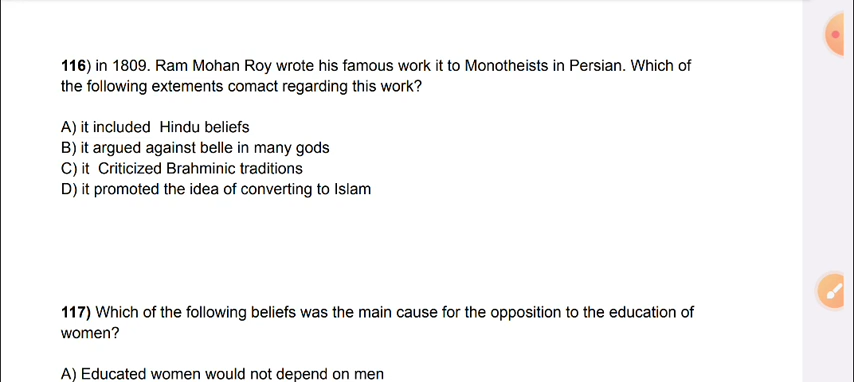 116) in 1809. Ram Mohan Roy wrote his famous work it to Monotheists in Persian. Which of
the following extements comact regarding this work?
A) it included Hindu beliefs
B) it argued against belle in many gods
C) it Criticized Brahminic traditions
D) it promoted the idea of converting to Islam
117) Which of the following beliefs was the main cause for the opposition to the education of
women?
A) Educated women would not depend on men